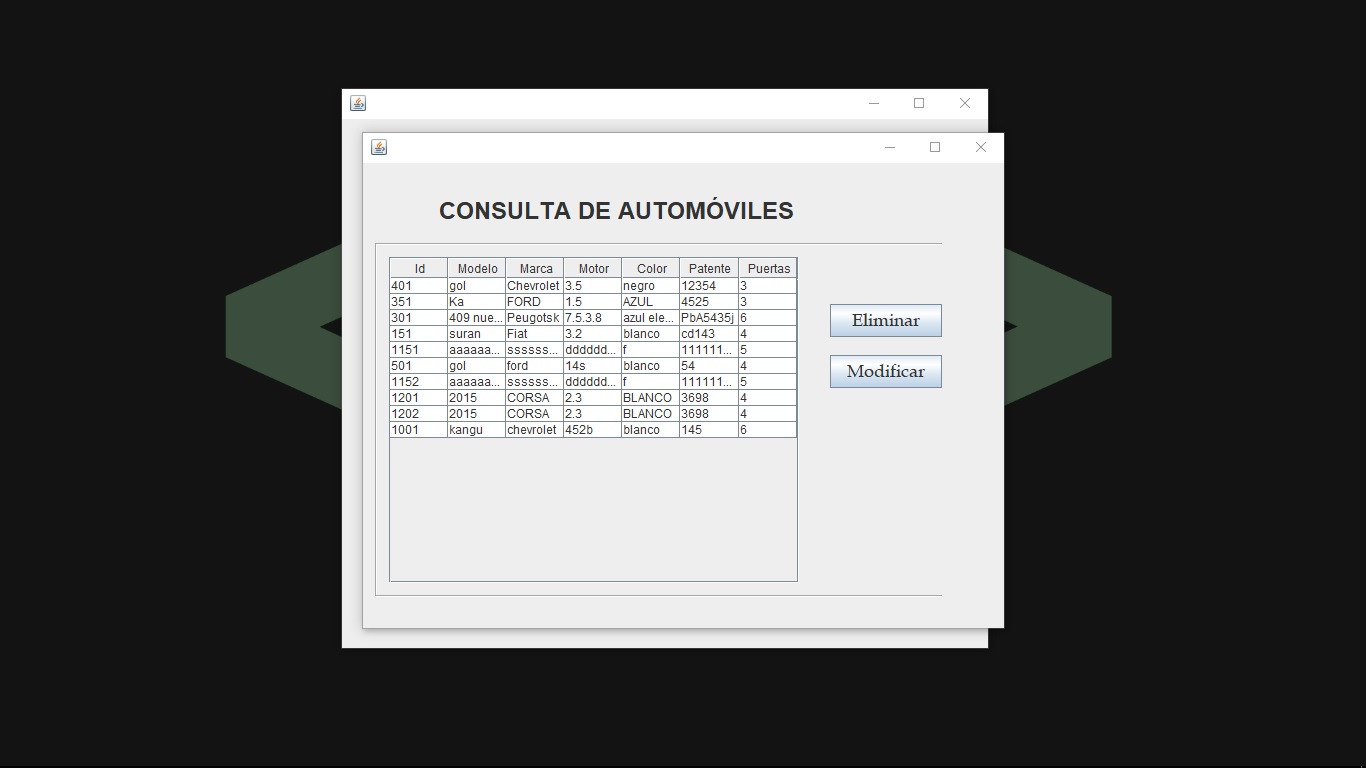 CONSULTA DE AUTOMÓVILES
Id Modelo Marca Motor Color Patente Puertas
401 gol Chevrolet 3.5 negro 12354 3
351 Ka FORD 1.5 AZUL 4525 3
301 409 nue... Peugotsk 7.5.3.8 azul ele... PbA5435j 6
151 suran Fiat 3.2 blanco cd143 4
1151 aaaaaa... ssssss... dddddd... f 111111... 5
501 gol ford 14s blanco 54 4
1152 aaaaaa... ssssss... dddddd... f 111111... 5
1201 2015 CORSA 2.3 BLANCO 3698 4
1202 2015 CORSA 2.3 BLANCO 3698 4
1001 kangu chevrolet 452b blanco 145 6
Eliminar
Modificar